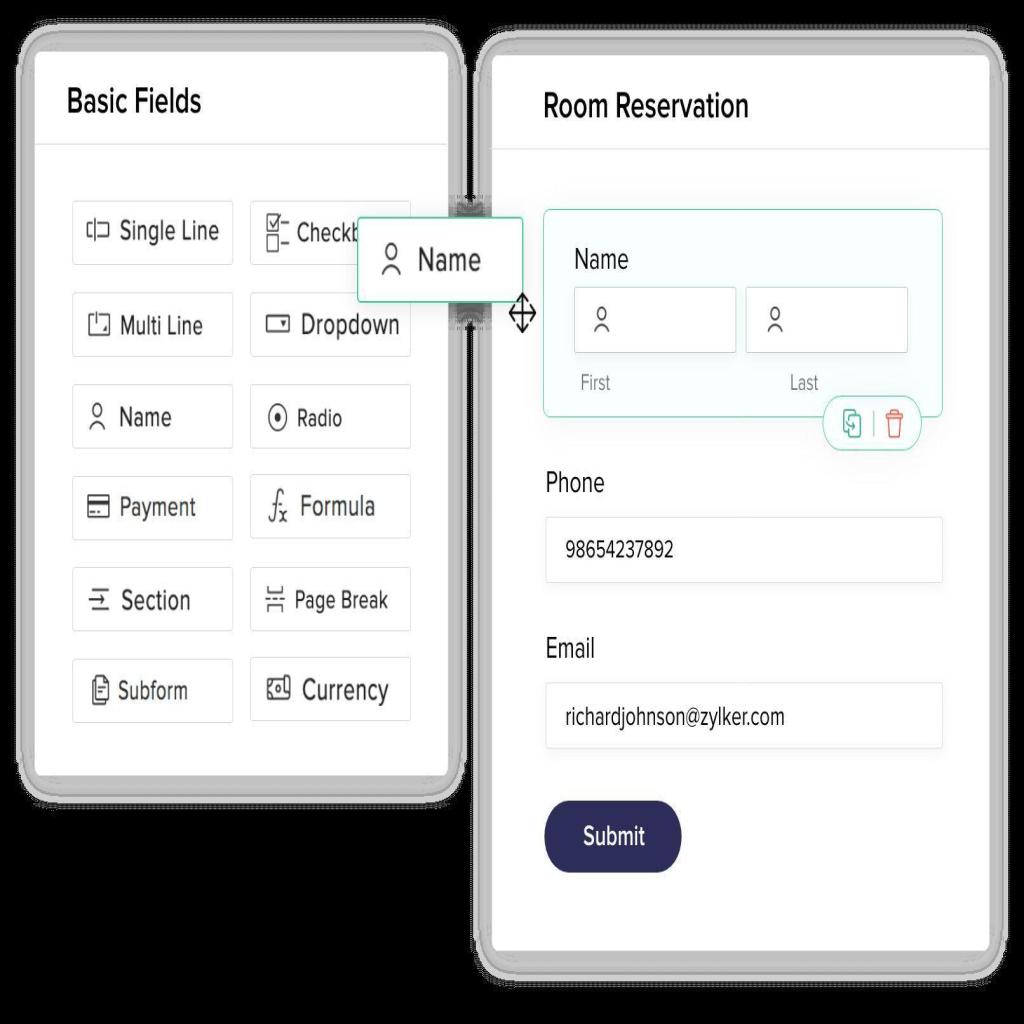 Basic Fields
Single Line
Checkb
Name
Multi Line
Dropdown
Name
Radio
Payment
Formula
Section
Page Break
Subform
Currency
Room Reservation
Name
First
Last
Phone
98654237892
Email
richardjohnson@zylker.com
Submit